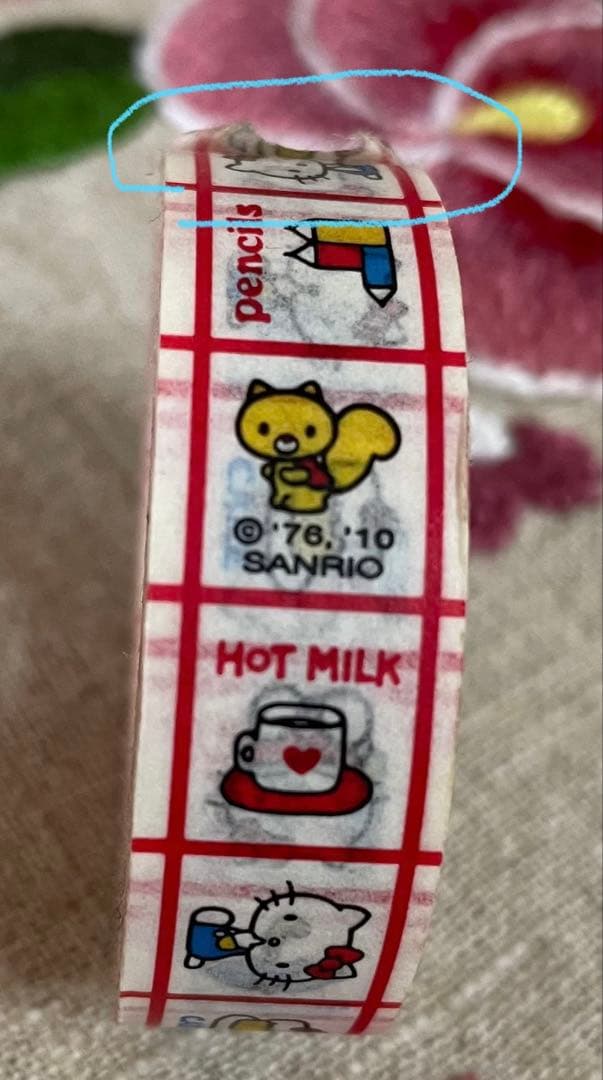 pencils
© '76, '10
SANRIO
HOT MILK